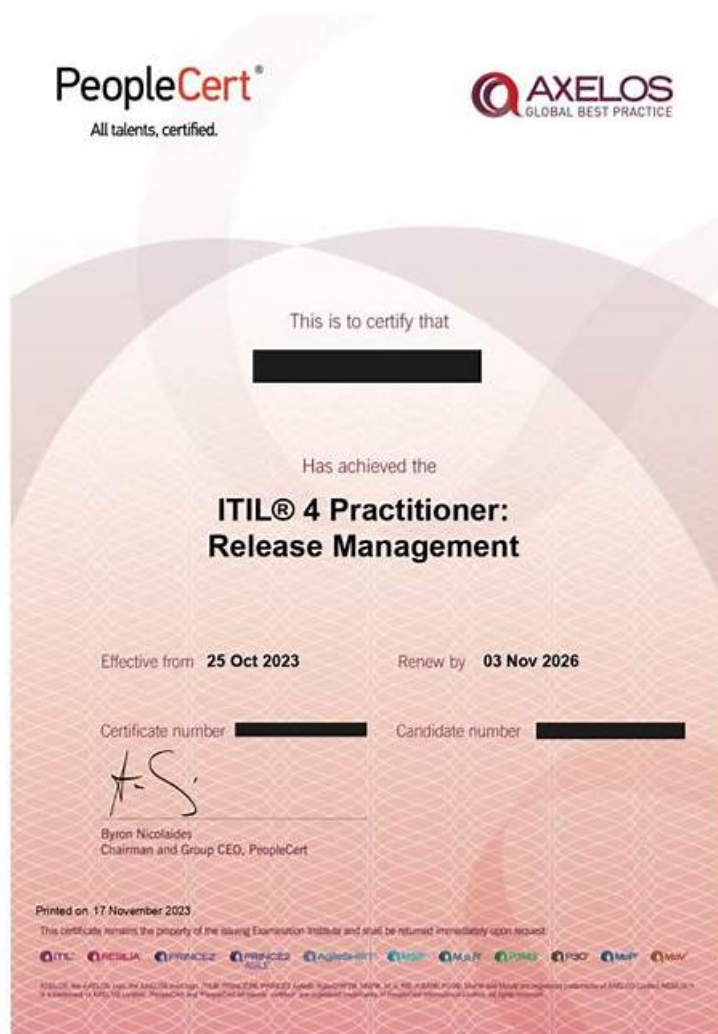 PeopleCert®
All talents, certified.
AXELOS
GLOBAL BEST PRACTICE
This is to certify that
Has achieved the
ITIL® 4 Practitioner:
Release Management
Effective from 25 Oct 2023
Renew by 03 Nov 2026
Certificate number
Candidate number
Byron Nicolaides
Chairman and Group CEO, PeopleCert
Printed on 17 November 2023
This certificate remains the property of the issuing Examination Institute and shall be returned immediately upon request.
ITIL® RESILIA PRINCE2 PRINCE2 AGILE AgileSHIFT MSP M_o_R P3M3 P3O MoP MoV